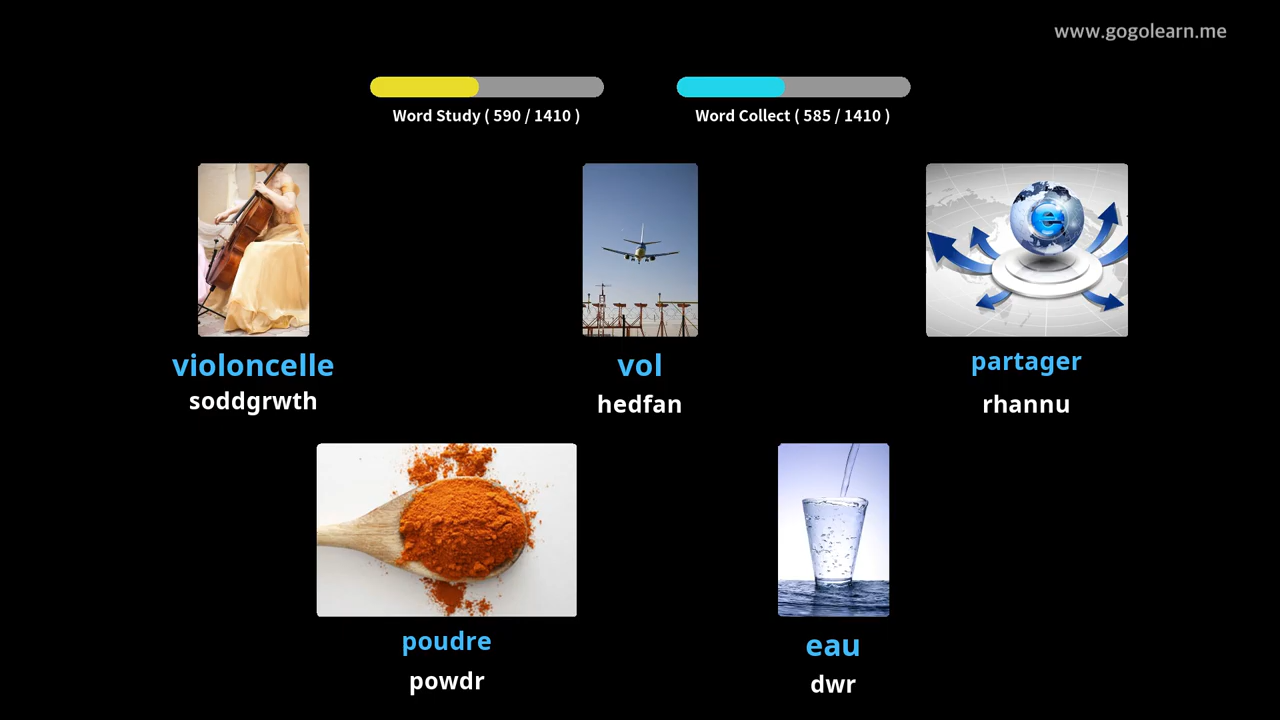 www.gogolearn.me
Word Study ( 590 / 1410 )
Word Collect ( 585 / 1410 )
violoncelle
soddgrwth
vol
hedfan
e
partager
rhannu
poudre
powdr
eau
dwr